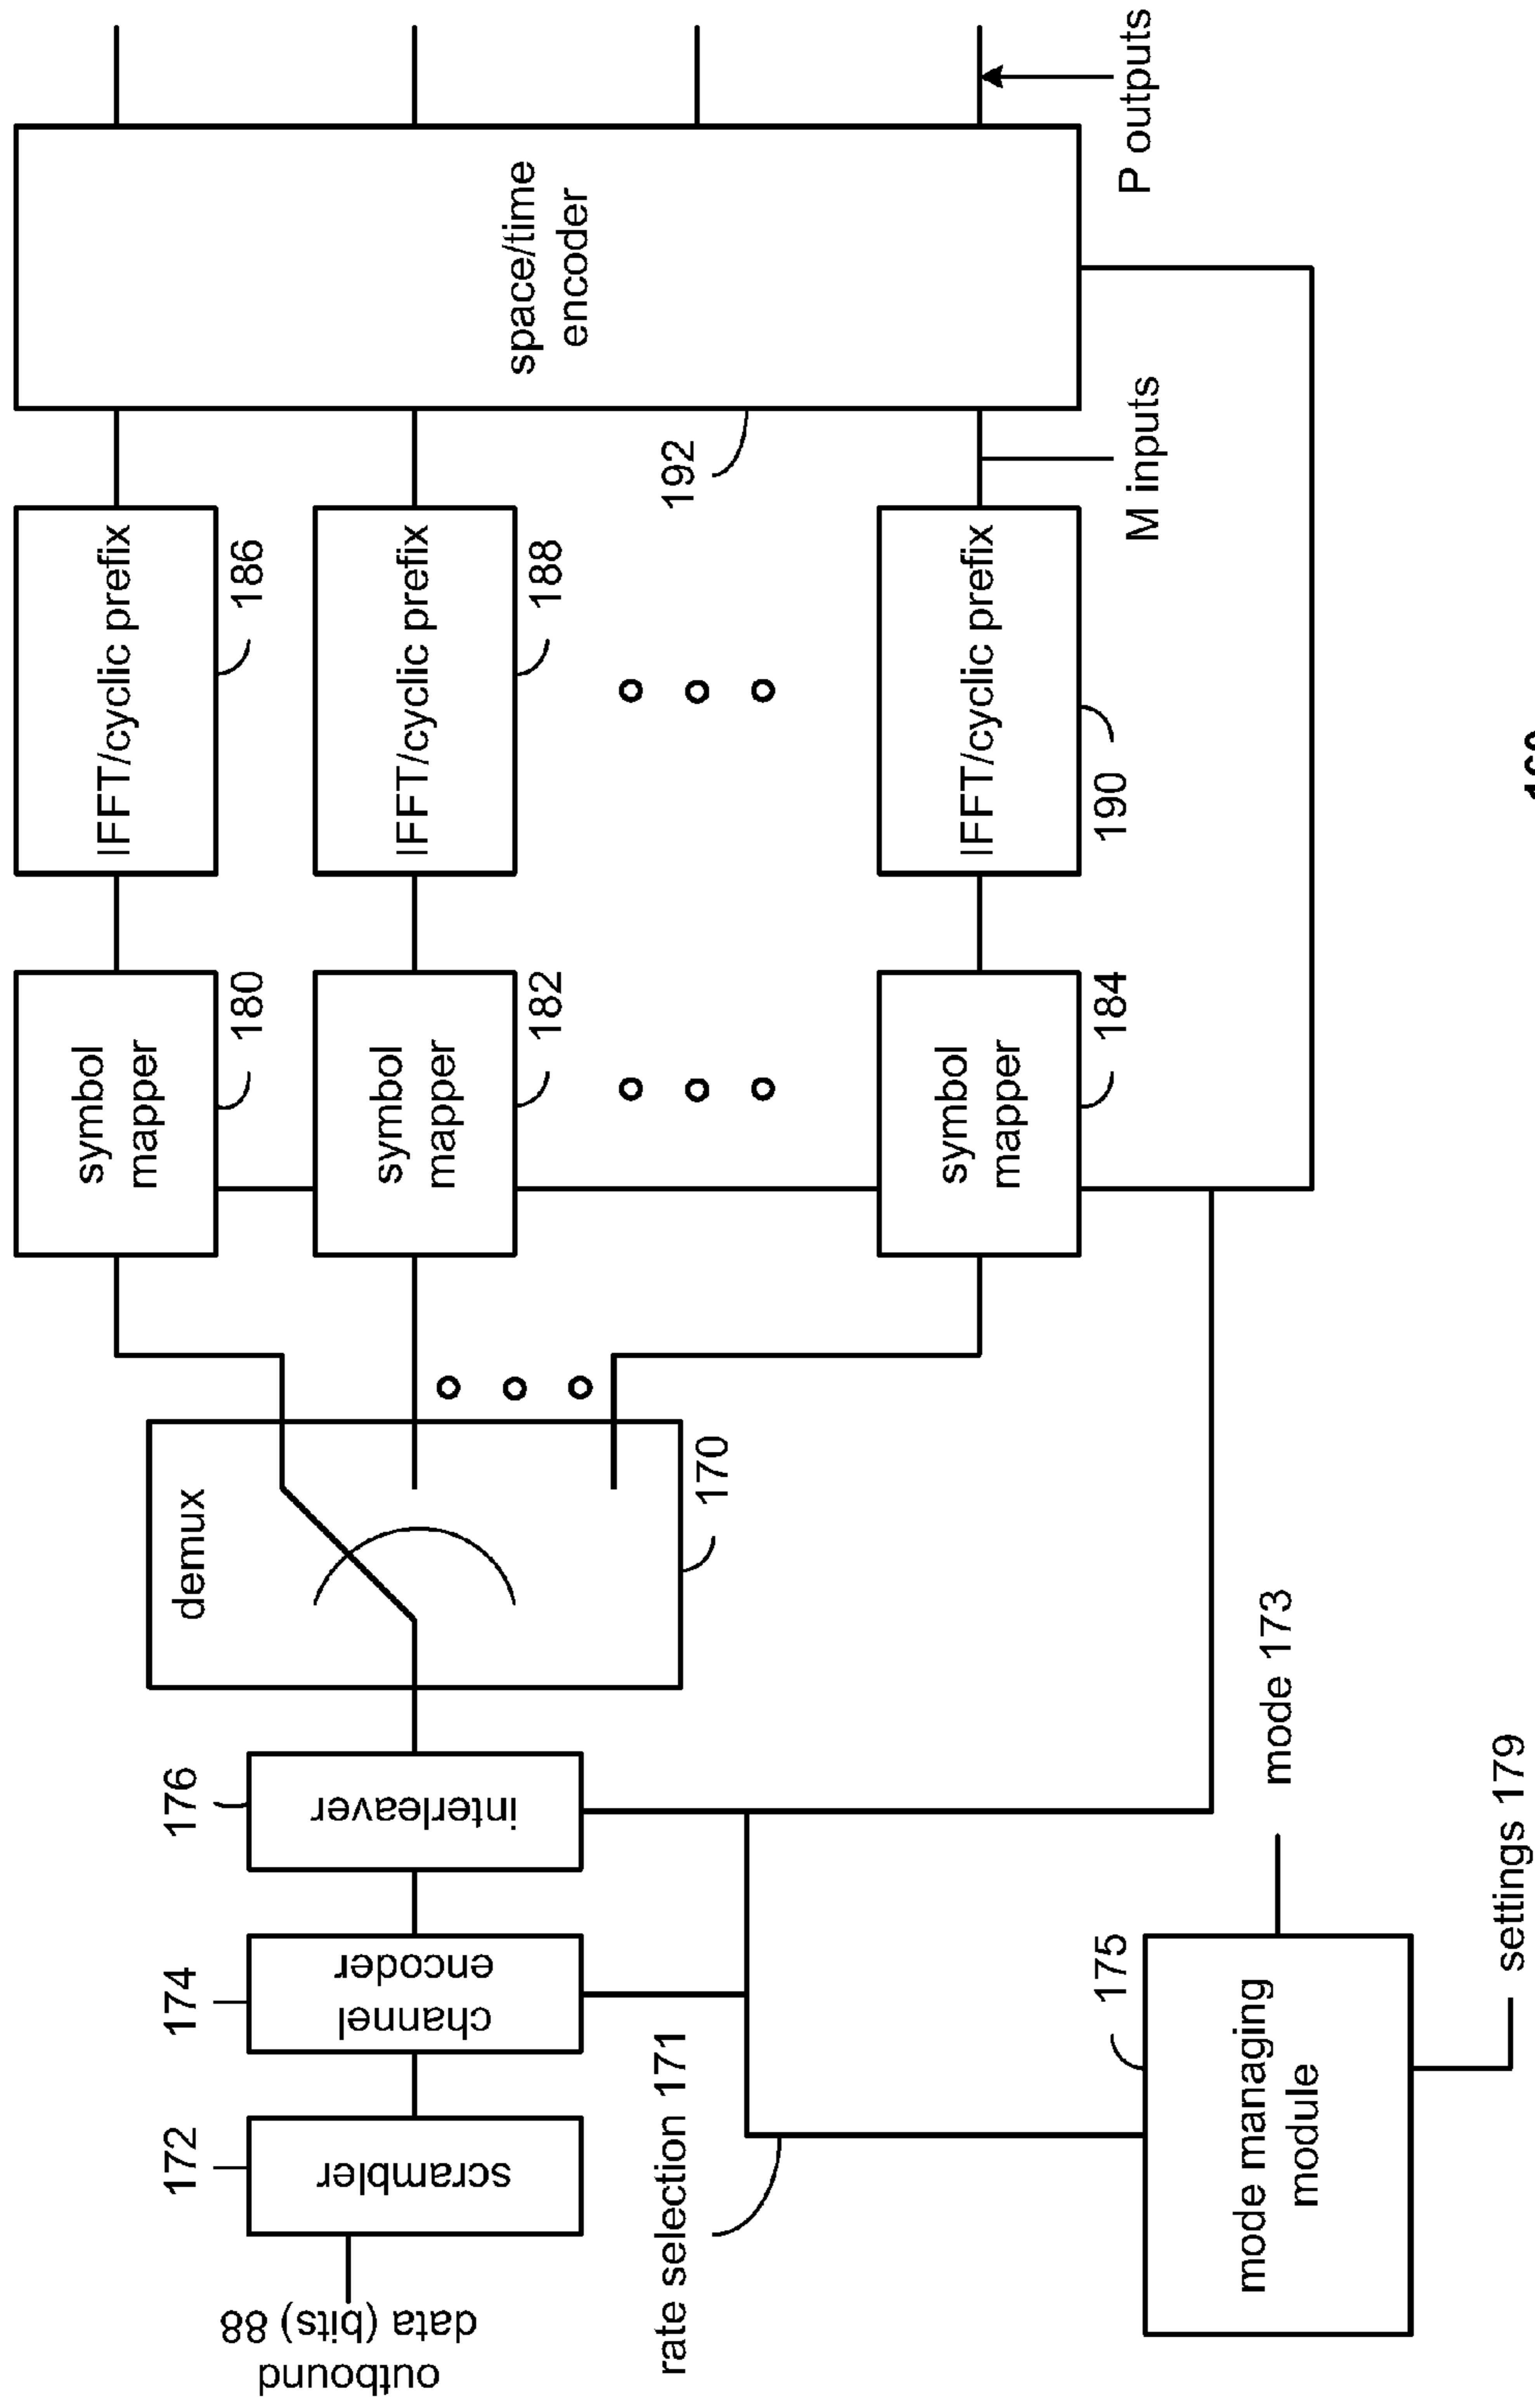 outbound
data (bits) 88
172
scrambler
174
channel
encoder
176
interleaver
demux
170
rate selection 171
175
mode managing
module
mode 173
settings 179
symbol
mapper
180
symbol
mapper
182
symbol
mapper
184
IFFT/cyclic prefix
186
IFFT/cyclic prefix
188
IFFT/cyclic prefix
190
M inputs
192
space/time
encoder
P outputs